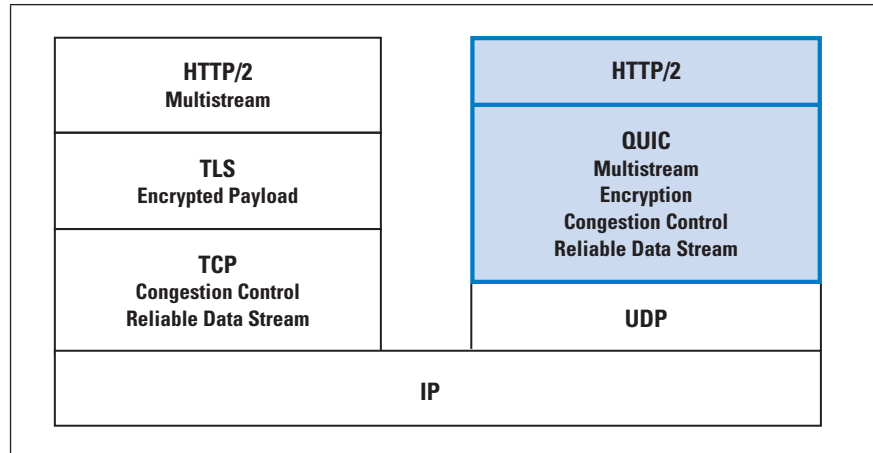 HTTP/2
Multistream
TLS
Encrypted Payload
TCP
Congestion Control
Reliable Data Stream
HTTP/2
QUIC
Multistream
Encryption
Congestion Control
Reliable Data Stream
UDP
IP